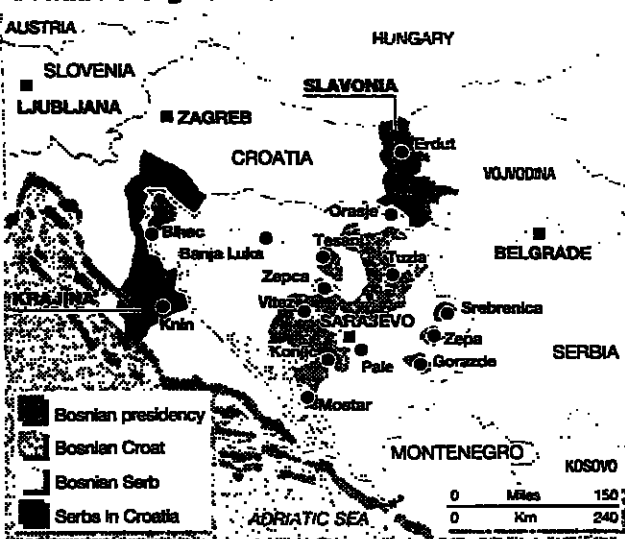 AUSTRIA
HUNGARY
SLOVENIA
SLAVONIA
LJUBLJANA
ZAGREB
Erdut
CROATIA
VOJVODINA
Orasje
Bihac
BELGRADE
Banja Luka
Tesanj
Tuzla
Zepca
KRAJINA
Vitez
Srebrenica
Knin
SARAJEVO
Zepa
SERBIA
Pale
Gorazde
Mostar
Bosnian presidency
Bosnian Croat
MONTENEGRO
KOSOVO
Bosnian Serb
0 Miles 150
Serbs in Croatia
ADRIATIC SEA
0 Km 240